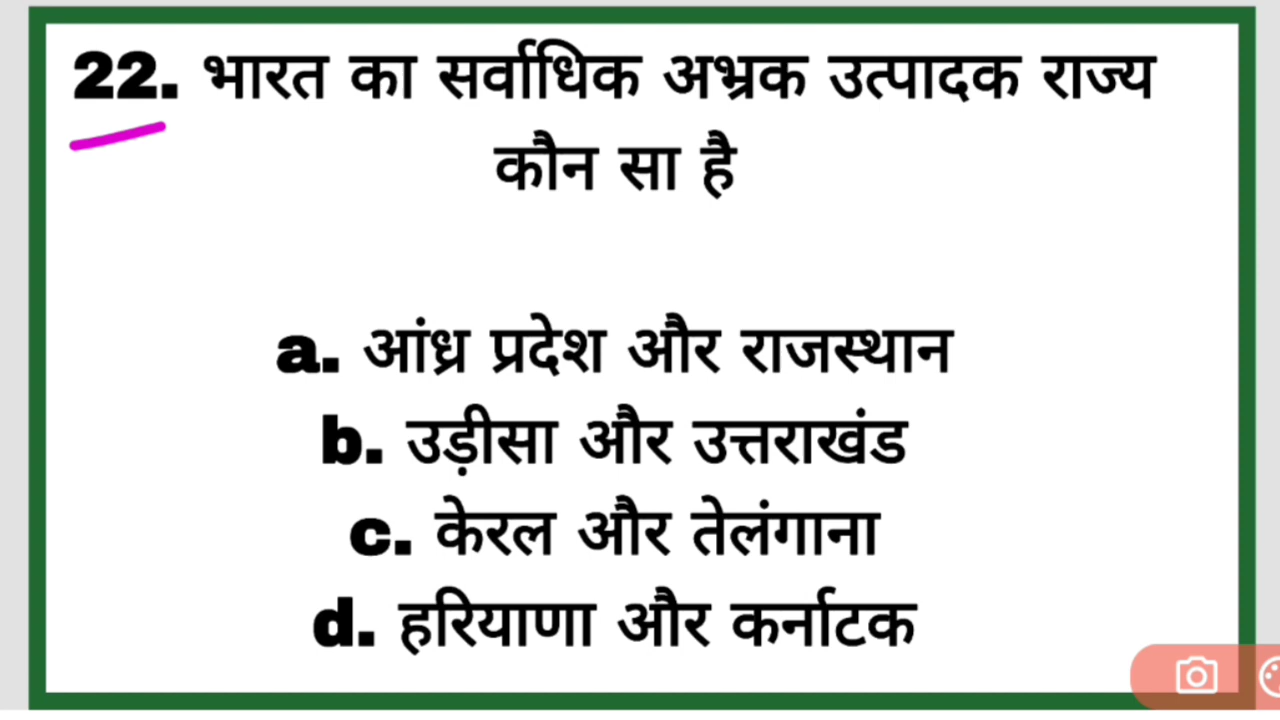 22. भारत का सर्वाधिक अभ्रक उत्पादक राज्य
कौन सा है
a. आंध्र प्रदेश और राजस्थान
b. उड़ीसा और उत्तराखंड
c. केरल और तेलंगाना
d. हरियाणा और कर्नाटक